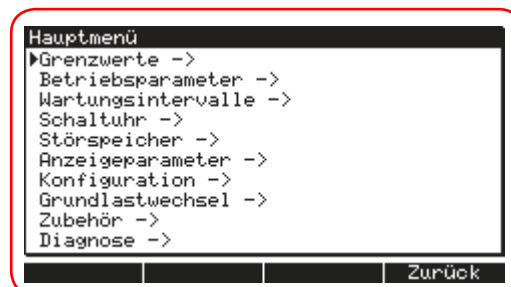 Hauptmenü
Grenzwerte ->
Betriebsparameter ->
Wartungsintervalle ->
Schaltuhr ->
Störspeicher ->
Anzeigeparameter ->
Konfiguration ->
Grundlastwechsel ->
Zubehör ->
Diagnose ->
Zurück